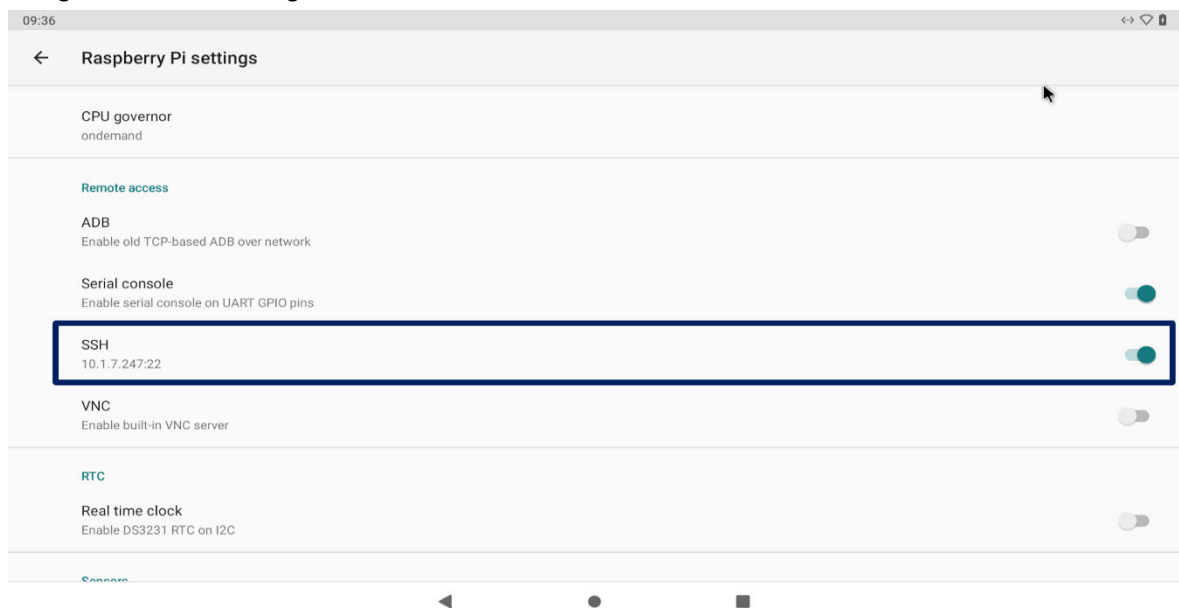 09:36
Raspberry Pi settings
CPU governor
ondemand
Remote access
ADB
Enable old TCP-based ADB over network
Serial console
Enable serial console on UART GPIO pins
SSH
10.1.7.247:22
VNC
Enable built-in VNC server
RTC
Real time clock
Enable DS3231 RTC on I2C
Sensors